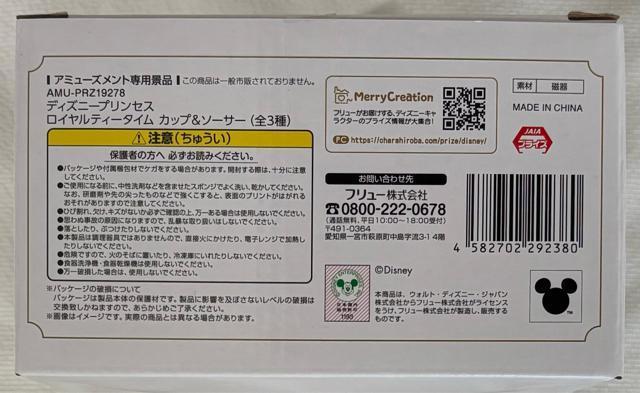 アミューズメント専用景品 この商品は一般市販されておりません。
AMU-PRZ19278
ディズニープリンセス
ロイヤルティータイム カップ&ソーサー (全3種)
注意(ちゅうい)
保護者の方へ 必ずお読みください。
●パッケージや付属梱包材でケガをする場合があります。開封する際は、十分に注意してください。
●ご使用になる前に、中性洗剤などを含ませたスポンジでよく洗い、乾かしてください。
なお、研磨剤や先の尖ったものなどで強くこすると、表面のプリントがはがれるおそれがありますので注意してください。
●ひび割れ、欠け、キズがないか必ずご確認の上、万一ある場合は使用しないでください。
●思わぬ事故の原因になりますので、乱暴な取り扱いはしないでください。
●落としたり、ぶつけたりしないでください。
●本製品は調理器具ではありませんので、直接火にかけたり、電子レンジで加熱したりしないでください。
●危険ですので、火のそばに置いたり、冷凍庫にいれたりしないでください。
●食器洗浄機・食器乾燥機は使用しないでください。
●万一破損した場合は、使用しないでください。
※パッケージの破損について
パッケージは製品本体の保護材です。製品に影響を及ぼさないレベルの破損は
交換致しかねますので、あらかじめご了承ください。
※画像はイメージです。実際の商品とは異なる場合があります。
MerryCreation
フリューがお届けする、ディズニーキャ
ラクターのプライズ情報が大集合!
PC https://charahiroba.com/prize/disney/
素材 磁器
MADE IN CHINA
JAIA
プライズ
お問い合わせ先
フリュー株式会社
0800-222-0678
(通話無料、平日10:00~18:00受付)
〒491-0364
愛知県一宮市萩原町中島字流3-14
4 582702 292380
©Disney
本商品は、ウォルト・ディズニー・ジャパン
株式会社からフリュー株式会社がライセンス
をうけ、フリュー株式会社が製造し、販売する
ものです。